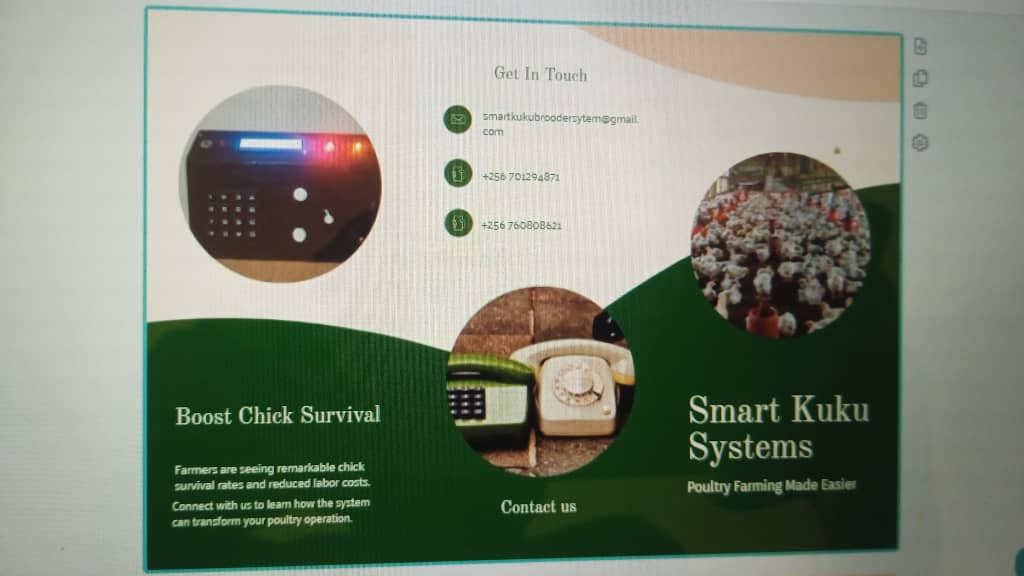 Get In Touch
smartkukubroodersytem@gmail.
com
+256 701294871
+256 760808621
Boost Chick Survival
Farmers are seeing remarkable chick
survival rates and reduced labor costs.
Connect with us to learn how the system
can transform your poultry operation.
Contact us
Smart Kuku
Systems
Poultry Farming Made Easier